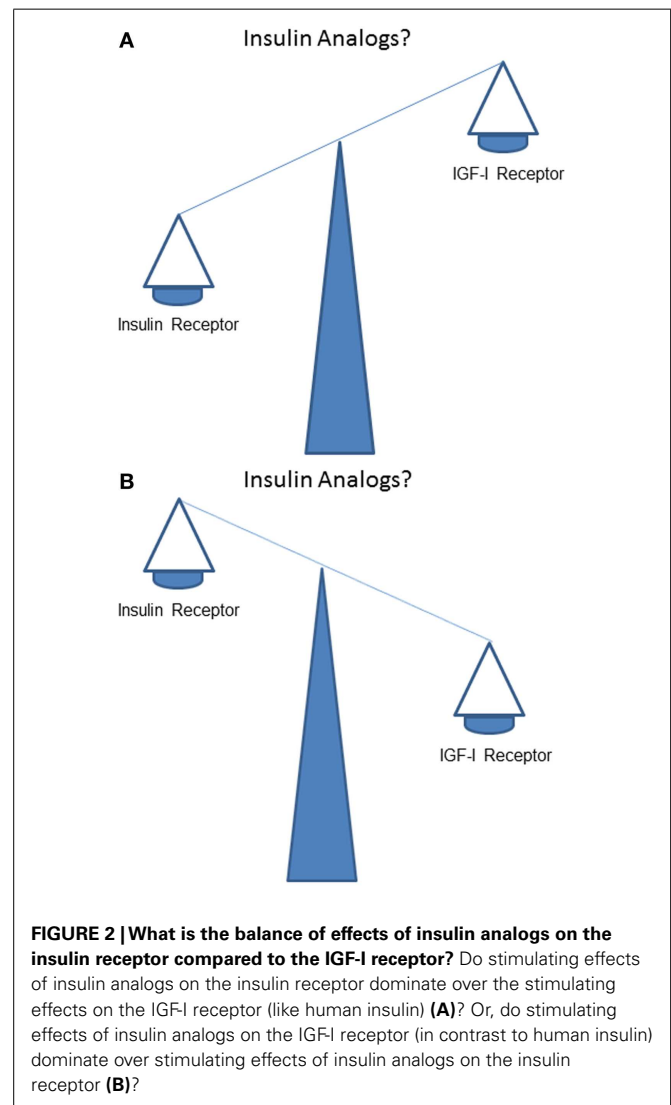 A
Insulin Analogs?
IGF-I Receptor
Insulin Receptor
B
Insulin Analogs?
Insulin Receptor
IGF-I Receptor
FIGURE 2 | What is the balance of effects of insulin analogs on the
insulin receptor compared to the IGF-I receptor? Do stimulating effects
of insulin analogs on the insulin receptor dominate over the stimulating
effects on the IGF-I receptor (like human insulin) (A)? Or, do stimulating
effects of insulin analogs on the IGF-I receptor (in contrast to human insulin)
dominate over stimulating effects of insulin analogs on the insulin
receptor (B)?